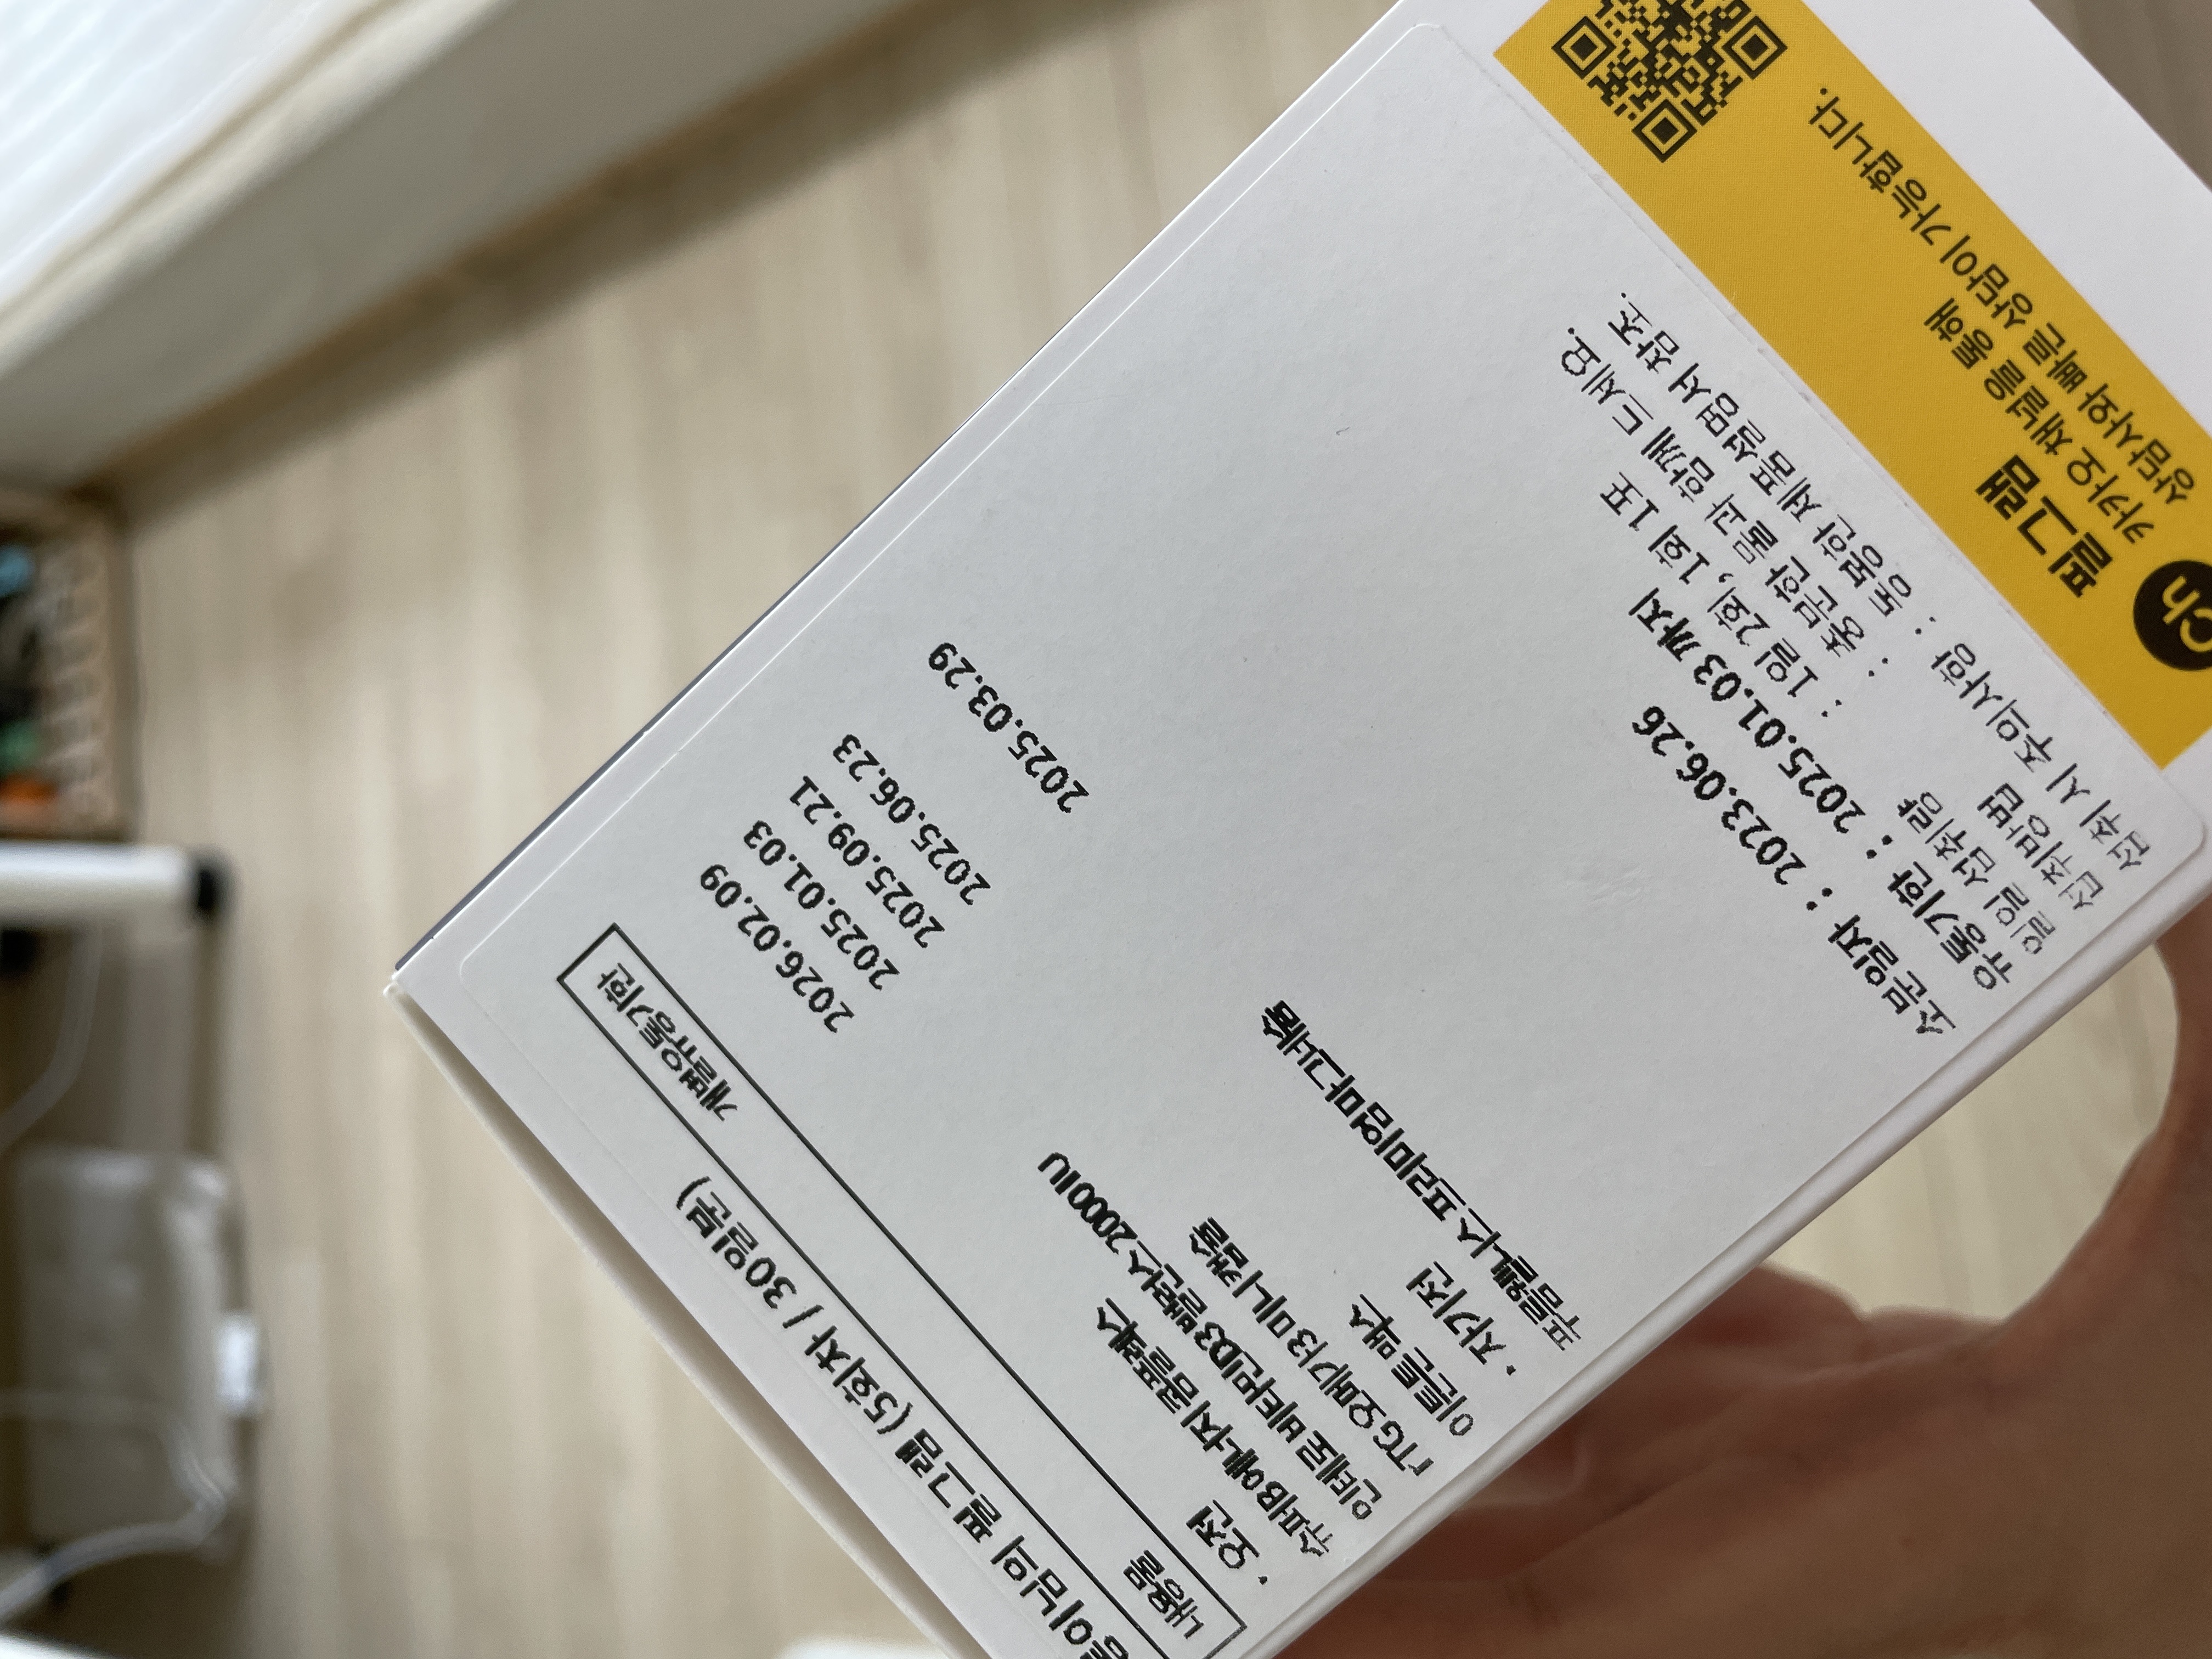 통이님의 필그램 (5회차 / 30일분)
내용물 개별유통기한
· 오전
슈퍼B 에너지 콤플렉스 2026.02.09
인테로 비타민D3 밸런스 2000IU 2025.01.03
rTG 오메가3 미니 캡슐 2025.09.21
이튼튼 맥스 2025.06.23
· 자기전
푸름웰니스 프리미엄 마그네슘 2025.03.29
소분일자 : 2023.06.26
유통기한 : 2025.01.03 까지
일일 섭취량 : 1일 2회, 1회 1포
섭취방법 : 충분한 물과 함께 드세요.
섭취 시 주의사항 : 동봉한 제품설명서 참조.
Ch 필그램
카카오 채널을 통해
상담사와 빠른 상담이 가능합니다.